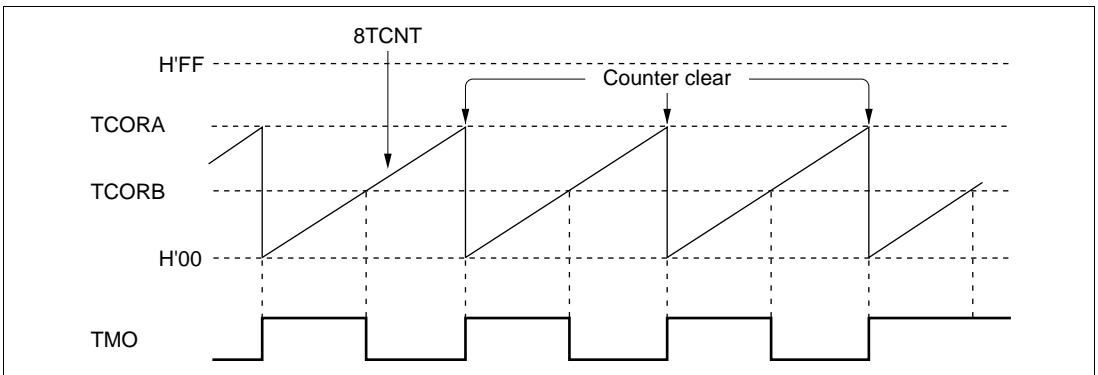 8TCNT
H'FF
Counter clear
TCORA
TCORB
H'00
TMO